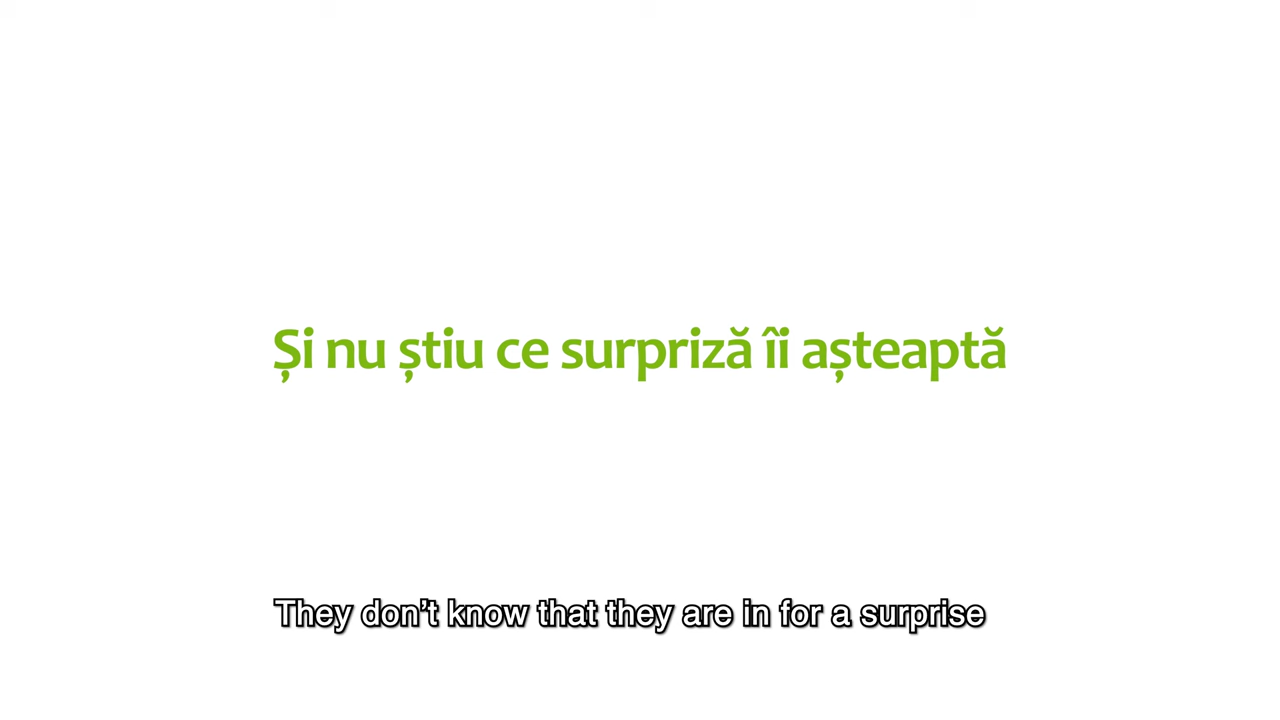 Și nu știu ce surpriză îi așteaptă
They don't know that they are in for a surprise